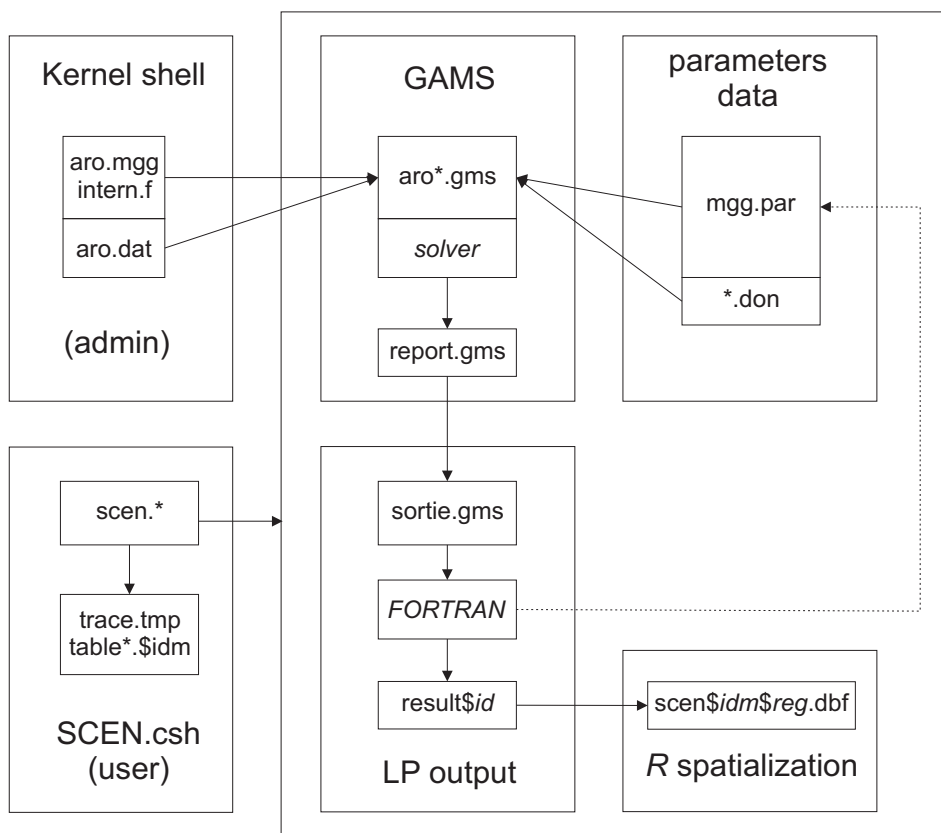 Kernel shell
aro.mgg
intern.f
aro.dat
(admin)
GAMS
aro*.gms
solver
report.gms
parameters
data
mgg.par
*.don
scen.*
trace.tmp
table*.$idm
SCEN.csh
(user)
sortie.gms
FORTRAN
result$id
LP output
scen$idm$reg.dbf
R spatialization